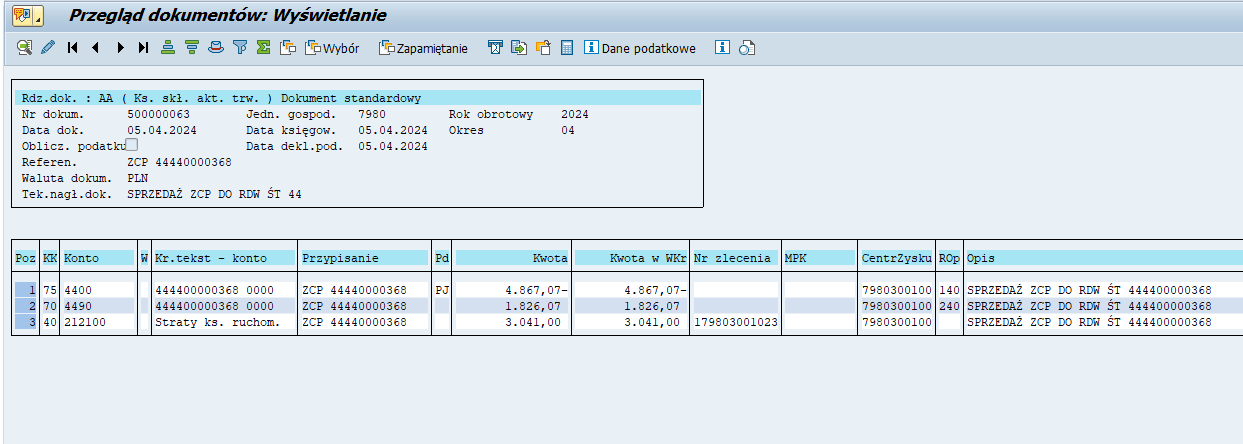 Przegląd dokumentów: Wyświetlanie
Wybór Zapamiętanie Dane podatkowe
Rdz.dok. : AA ( Ks. skł. akt. trw. ) Dokument standardowy
Nr dokum. 500000063 Jedn. gospod. 7980 Rok obrotowy 2024
Data dok. 05.04.2024 Data księgow. 05.04.2024 Okres 04
Oblicz. podatku Data dekl.pod. 05.04.2024
Referen. ZCP 44440000368
Waluta dokum. PLN
Tek.nagł.dok. SPRZEDAŻ ZCP DO RDW ŚT 44
Poz KK Konto W Kr.tekst - konto Przypisanie Pd Kwota Kwota w WKr Nr zlecenia MPK CentrZysku ROp Opis
1 75 4400 444400000368 0000 ZCP 44440000368 PJ 4.867,07- 4.867,07- 7980300100 140 SPRZEDAŻ ZCP DO RDW ŚT 444400000368
2 70 4490 444400000368 0000 ZCP 44440000368 1.826,07 1.826,07 7980300100 240 SPRZEDAŻ ZCP DO RDW ŚT 444400000368
3 40 212100 Straty ks. ruchom. ZCP 44440000368 3.041,00 3.041,00 179803001023 7980300100 SPRZEDAŻ ZCP DO RDW ŚT 444400000368